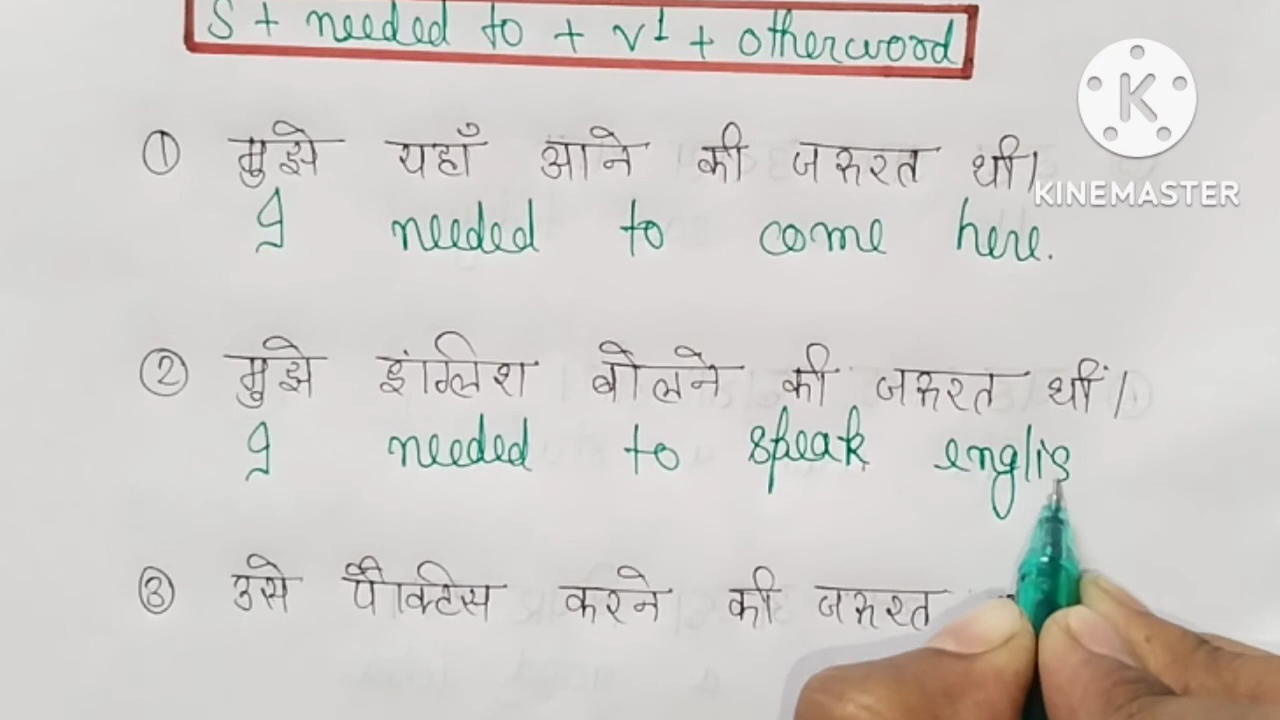 S + needed to + v¹ + otherword
① मुझे यहाँ आने की जरूरत थी।
I needed to come here.
② मुझे इंग्लिश बोलने की जरूरत थीं।
I needed to speak englis
③ उसे प्रैक्टिस करने की जरूरत
K
KINEMASTER